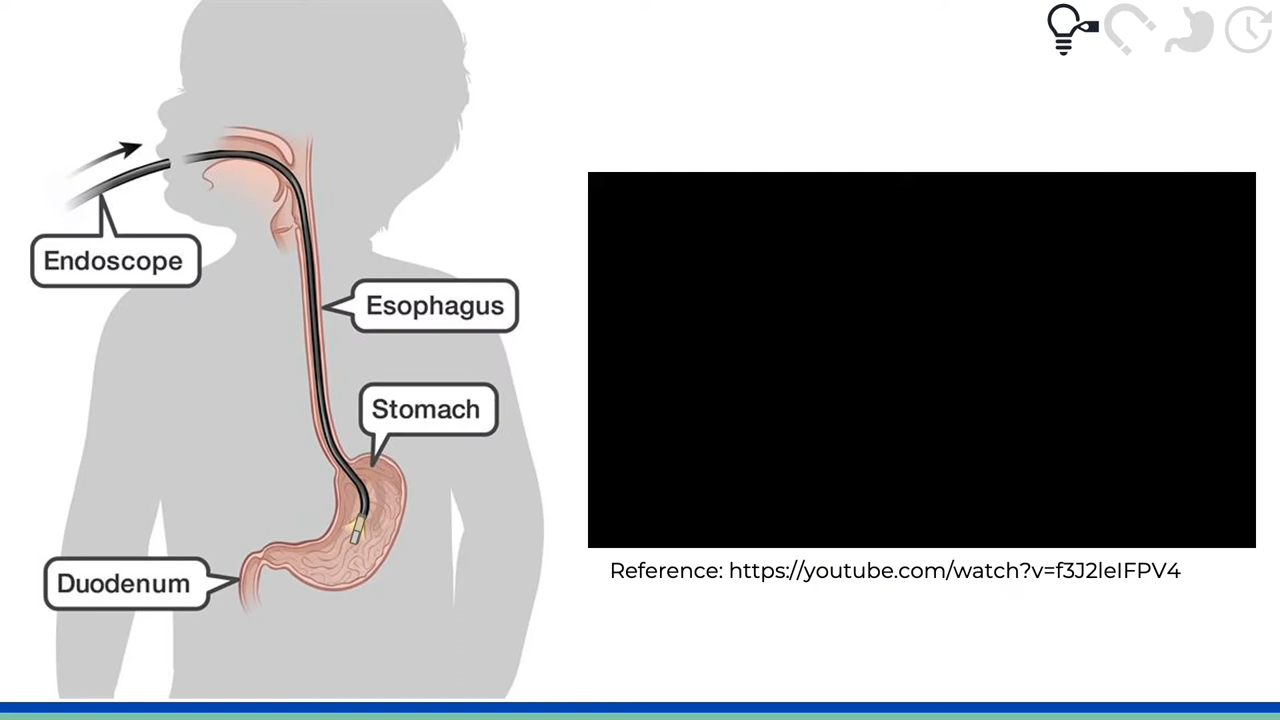 Endoscope
Esophagus
Stomach
Duodenum
Reference: https://youtube.com/watch?v=f3J2leIFPV4